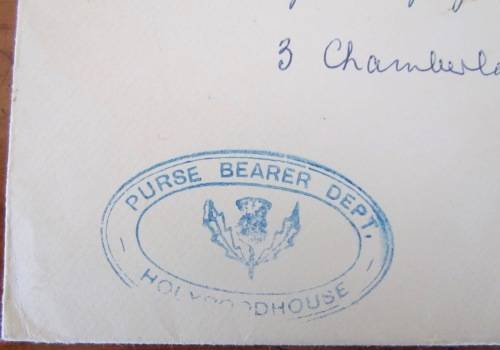 3 Chamberla
PURSE BEARER DEPT.
HOLYROODHOUSE